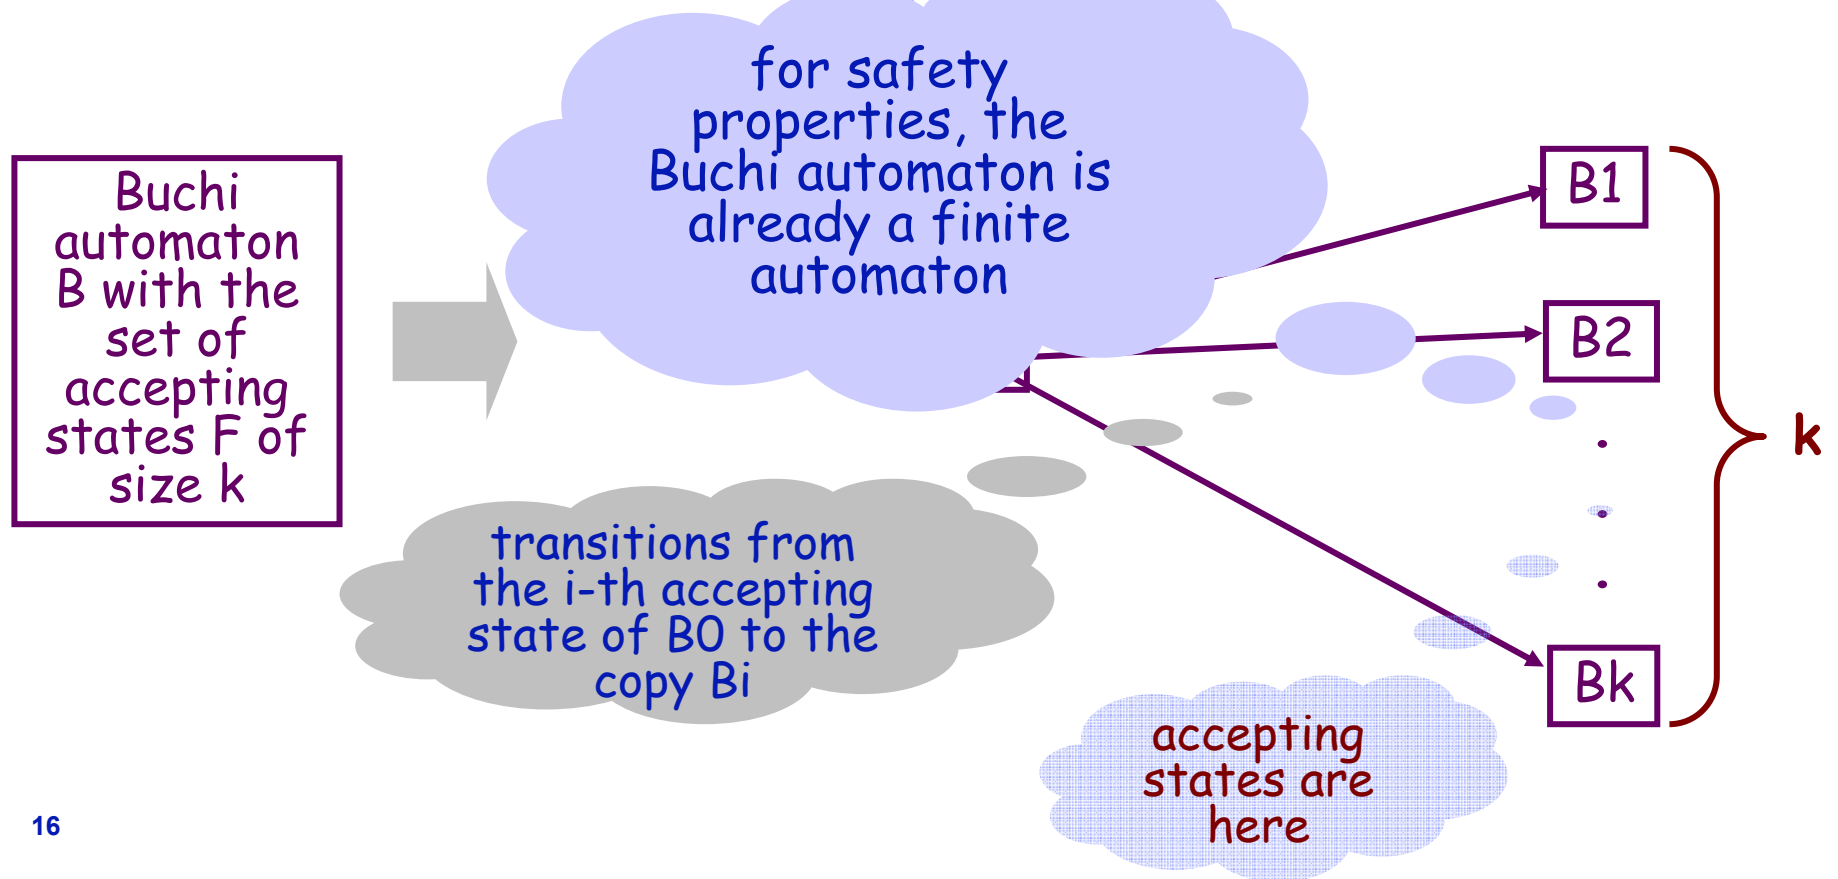 for safety
properties, the
Buchi automaton is
already a finite
automaton
Buchi
automaton
B with the
set of
accepting
states F of
size k
B1
B2
.
.
.
Bk
k
transitions from
the i-th accepting
state of B0 to the
copy Bi
accepting
states are
here
16